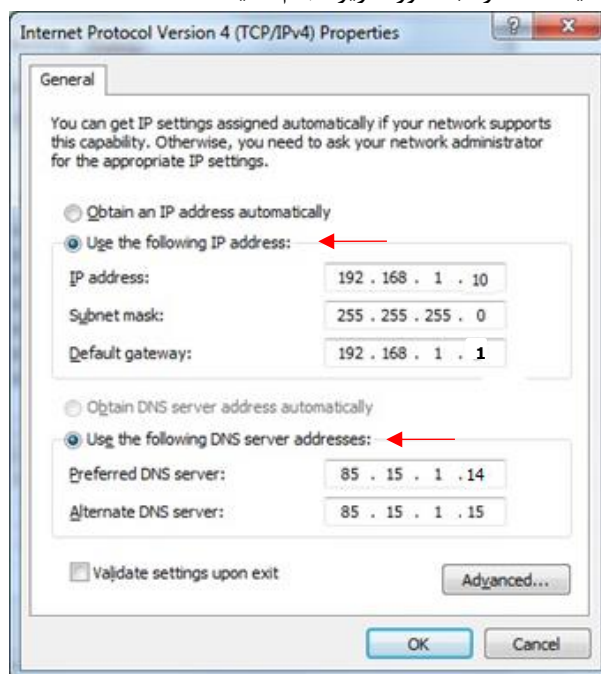 Internet Protocol Version 4 (TCP/IPv4) Properties
General
You can get IP settings assigned automatically if your network supports
this capability. Otherwise, you need to ask your network administrator
for the appropriate IP settings.
Obtain an IP address automatically
Use the following IP address:
IP address: 192 . 168 . 1 . 10
Subnet mask: 255 . 255 . 255 . 0
Default gateway: 192 . 168 . 1 . 1
Obtain DNS server address automatically
Use the following DNS server addresses:
Preferred DNS server: 85 . 15 . 1 . 14
Alternate DNS server: 85 . 15 . 1 . 15
Validate settings upon exit
Advanced...
OK Cancel